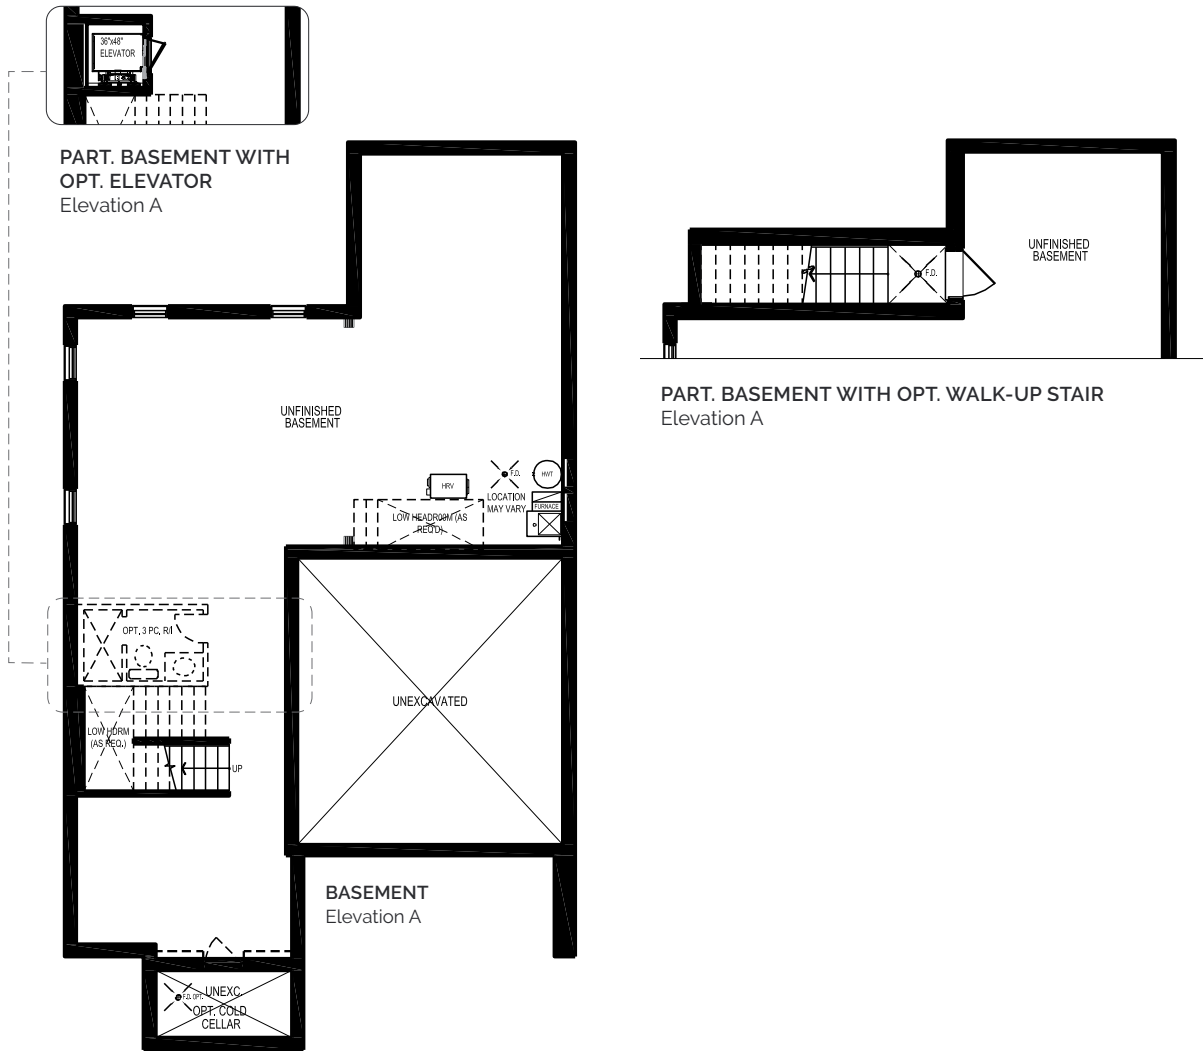 36"x48"
ELEVATOR
PART. BASEMENT WITH
OPT. ELEVATOR
Elevation A
UNFINISHED
BASEMENT
F.D.
PART. BASEMENT WITH OPT. WALK-UP STAIR
Elevation A
UNFINISHED
BASEMENT
HRV
F.D.
HWT
LOCATION
MAY VARY
FURNACE
LOW HEADROOM (AS
REQ'D)
OPT. 3 PC. R/I
UNEXCAVATED
LOW HDRM
(AS REQ.)
UP
BASEMENT
Elevation A
F.D. OPT.
UNEXC.
OPT. COLD
CELLAR